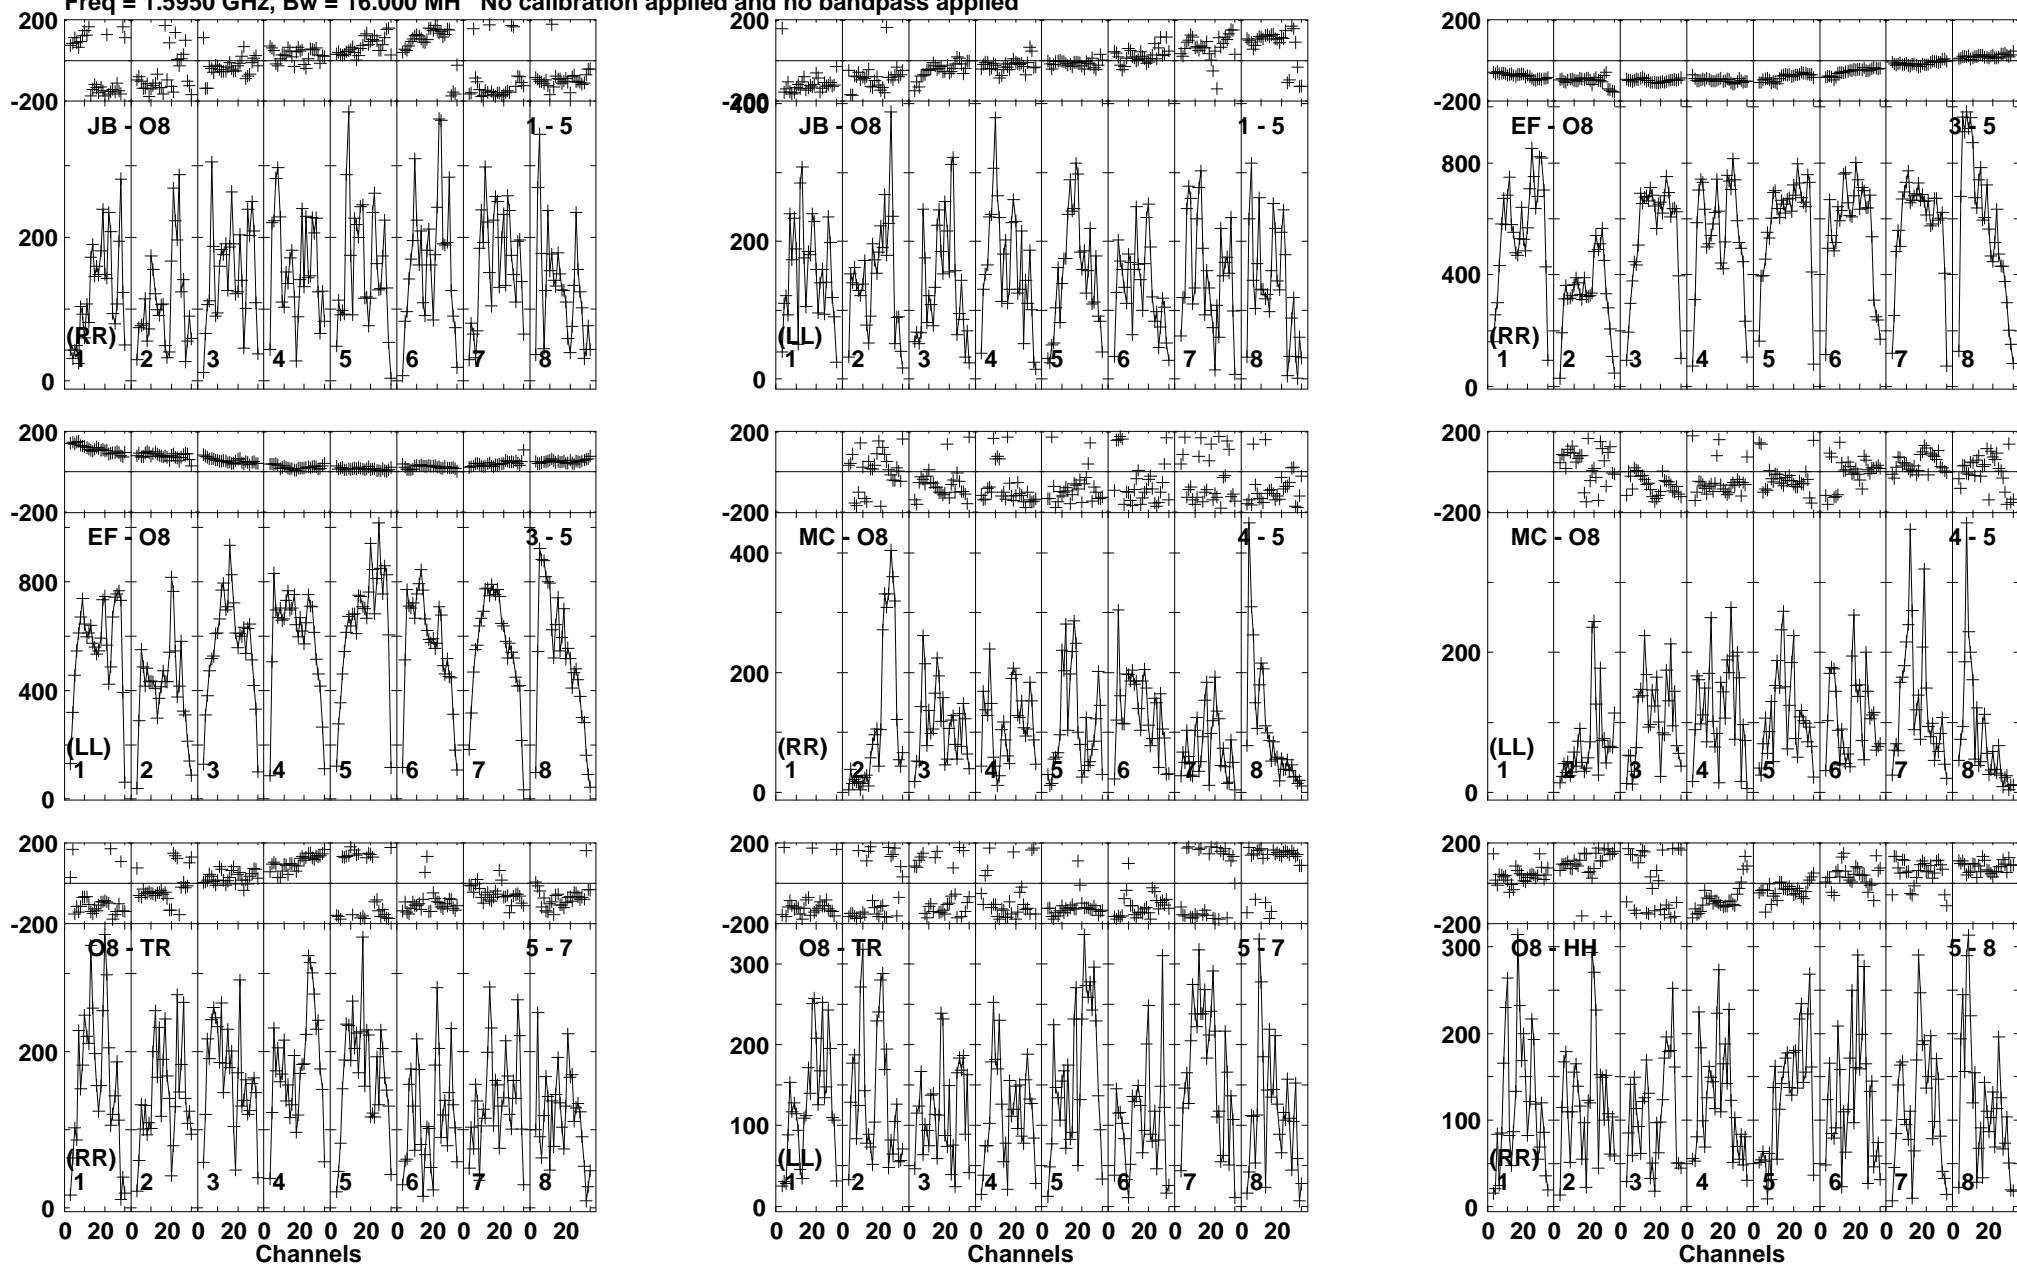 Freq = 1.5950 GHz, Bw = 16.000 MH No calibration applied and no bandpass applied
200 200 200
-200 -200 -200
400
JB - O8 1 - 5 JB - O8 1 - 5 EF - O8 3 - 5
800
200 200
400
(RR) (LL) (RR)
1 2 3 4 5 6 7 8 1 2 3 4 5 6 7 8 1 2 3 4 5 6 7 8
0 0 0
200 200 200
-200 -200 -200
EF - O8 3 - 5 MC - O8 4 - 5 MC - O8 4 - 5
800 400
400 200 200
(LL) (RR) (LL)
1 2 3 4 5 6 7 8 1 2 3 4 5 6 7 8 1 2 3 4 5 6 7 8
0 0 0
200 200 200
-200 -200 -200
O8 - TR 5 - 7 O8 - TR 5 - 7 O8 - HH 5 - 8
300 300
200 200 200
100 100
(RR) (LL) (RR)
1 2 3 4 5 6 7 8 1 2 3 4 5 6 7 8 1 2 3 4 5 6 7 8
0 0 0
0 20 0 20 0 20 0 20 0 20 0 20 0 20 0 20 0 20 0 20 0 20 0 20 0 20 0 20 0 20 0 20 0 20 0 20 0 20 0 20 0 20 0 20 0 20 0 20
Channels Channels Channels